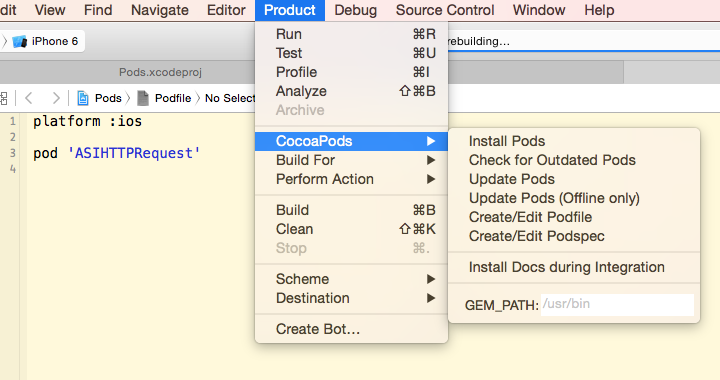 dit View Find Navigate Editor Product Debug Source Control Window Help
iPhone 6
rebuilding...
Pods.xcodeproj
Pods Podfile No Select
1 platform :ios
2
3 pod 'ASIHTTPRequest'
4
Run ⌘R
Test ⌘U
Profile ⌘I
Analyze ⇧⌘B
Archive
CocoaPods ▶
Build For ▶
Perform Action ▶
Build ⌘B
Clean ⇧⌘K
Stop ⌘.
Scheme ▶
Destination ▶
Create Bot...
Install Pods
Check for Outdated Pods
Update Pods
Update Pods (Offline only)
Create/Edit Podfile
Create/Edit Podspec
Install Docs during Integration
GEM_PATH: /usr/bin